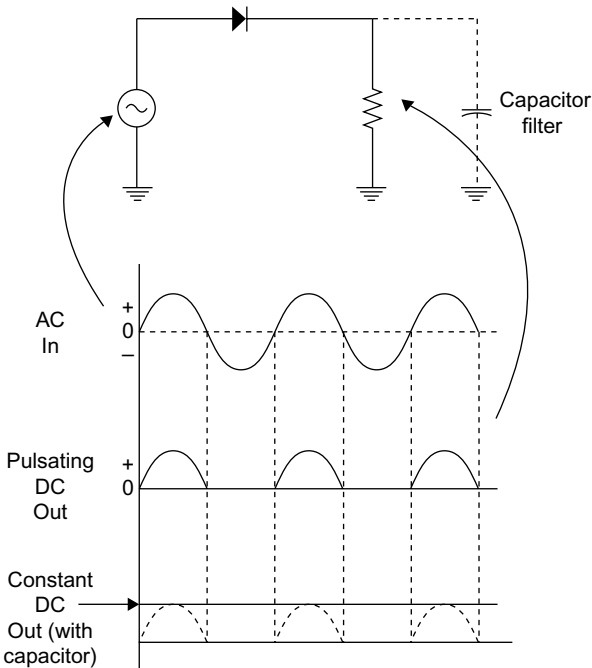 Capacitor
filter
AC
In
+
0
–
Pulsating
DC
Out
+
0
Constant
DC
Out (with
capacitor)